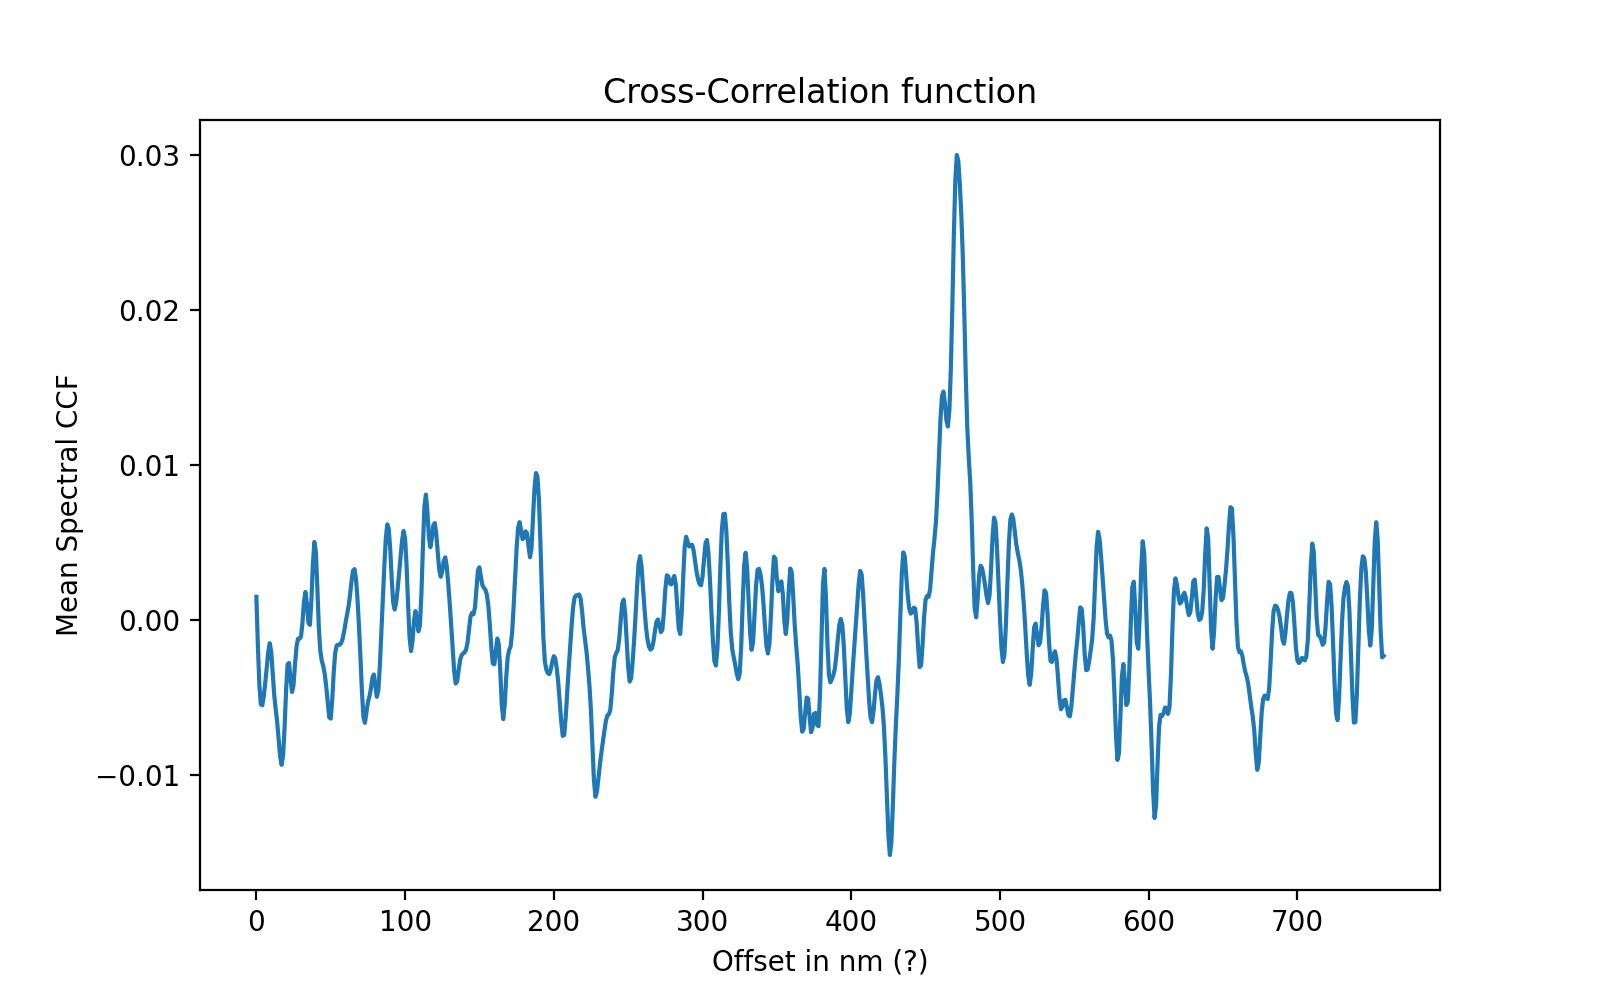 Cross-Correlation function
0.03
0.02
0.01
0.00
−0.01
Mean Spectral CCF
0 100 200 300 400 500 600 700
Offset in nm (?)